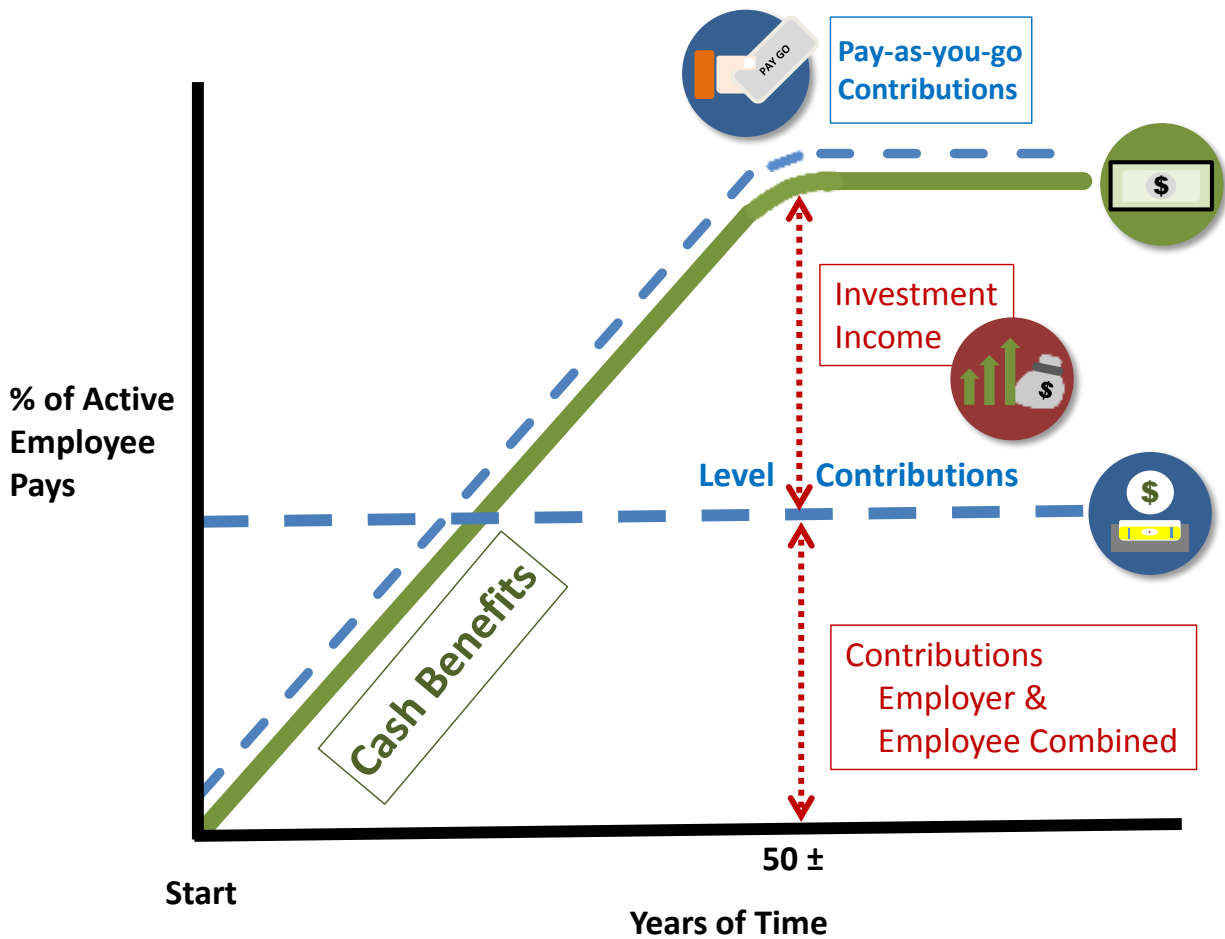 PAY GO
Pay-as-you-go
Contributions
$
Investment
Income
$
% of Active
Employee
Pays
Level Contributions
$
Cash Benefits
Contributions
Employer &
Employee Combined
50 ±
Start
Years of Time